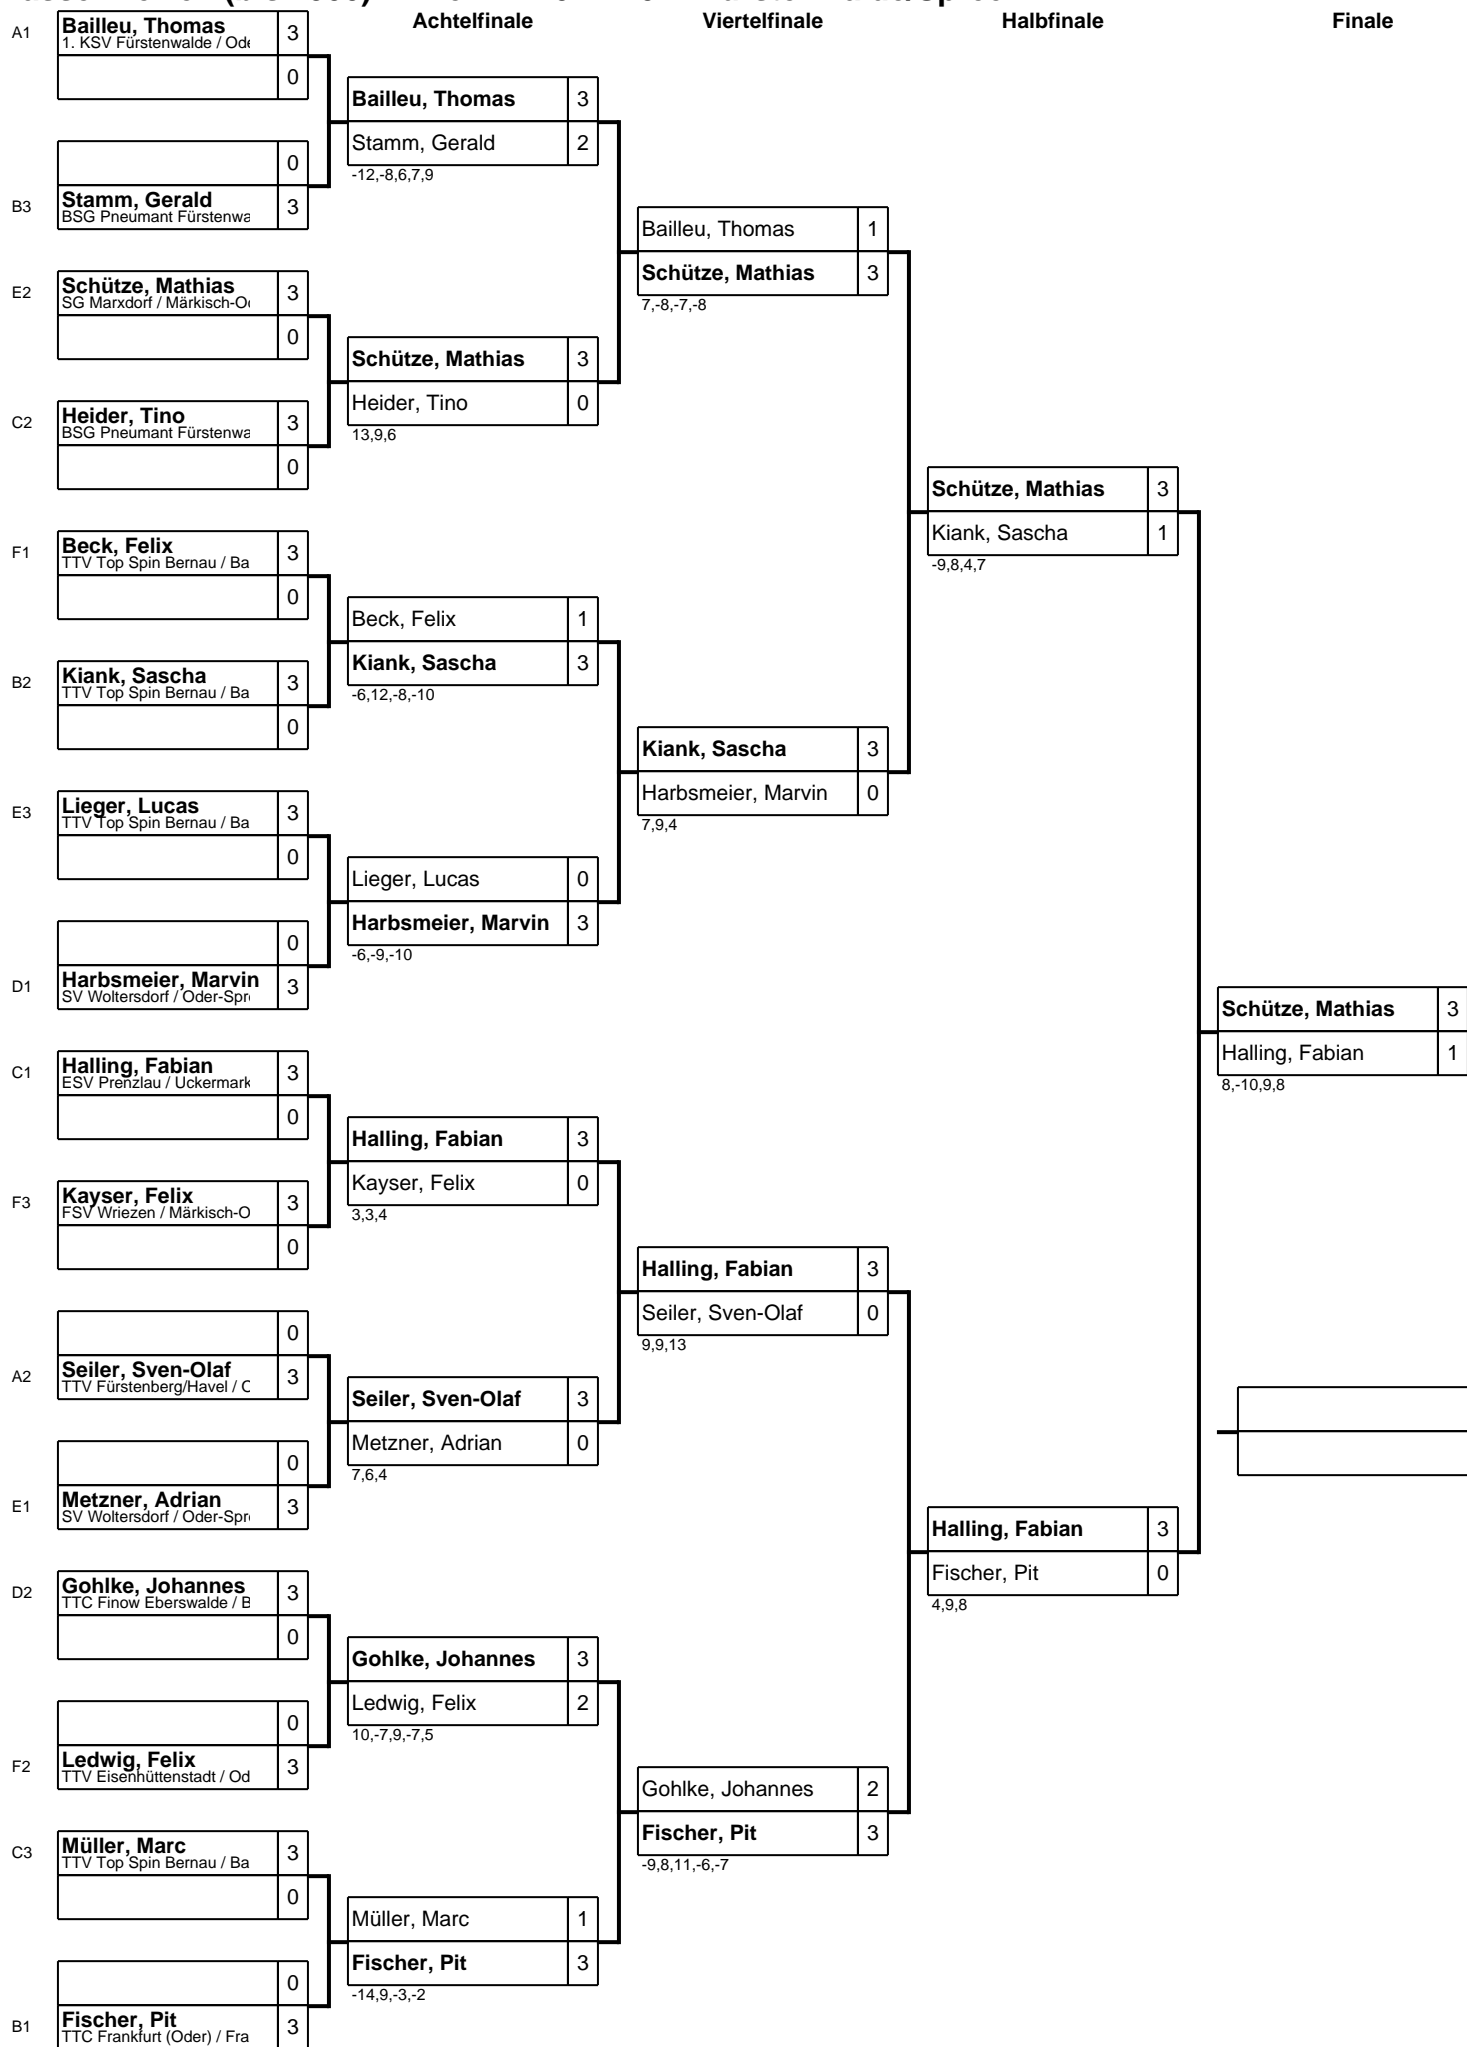 Achtelfinale
Viertelfinale
Halbfinale
Finale
A1
Bailleu, Thomas
1. KSV Fürstenwalde / Ode
3
0
0
B3
Stamm, Gerald
BSG Pneumant Fürstenwa
3
E2
Schütze, Mathias
SG Marxdorf / Märkisch-O
3
0
C2
Heider, Tino
BSG Pneumant Fürstenwa
3
0
F1
Beck, Felix
TTV Top Spin Bernau / Ba
3
0
B2
Kiank, Sascha
TTV Top Spin Bernau / Ba
3
0
E3
Lieger, Lucas
TTV Top Spin Bernau / Ba
3
0
0
D1
Harbsmeier, Marvin
SV Woltersdorf / Oder-Spr
3
C1
Halling, Fabian
ESV Prenzlau / Uckermark
3
0
F3
Kayser, Felix
FSV Wriezen / Märkisch-O
3
0
0
A2
Seiler, Sven-Olaf
TTV Fürstenberg/Havel / O
3
0
E1
Metzner, Adrian
SV Woltersdorf / Oder-Spr
3
D2
Gohlke, Johannes
TTC Finow Eberswalde / B
3
0
0
F2
Ledwig, Felix
TTV Eisenhüttenstadt / Od
3
C3
Müller, Marc
TTV Top Spin Bernau / Ba
3
0
0
B1
Fischer, Pit
TTC Frankfurt (Oder) / Fra
3
Bailleu, Thomas 3
Stamm, Gerald 2
-12,-8,6,7,9
Schütze, Mathias 3
Heider, Tino 0
13,9,6
Beck, Felix 1
Kiank, Sascha 3
-6,12,-8,-10
Lieger, Lucas 0
Harbsmeier, Marvin 3
-6,-9,-10
Halling, Fabian 3
Kayser, Felix 0
3,3,4
Seiler, Sven-Olaf 3
Metzner, Adrian 0
7,6,4
Gohlke, Johannes 3
Ledwig, Felix 2
10,-7,9,-7,5
Müller, Marc 1
Fischer, Pit 3
-14,9,-3,-2
Bailleu, Thomas 1
Schütze, Mathias 3
7,-8,-7,-8
Kiank, Sascha 3
Harbsmeier, Marvin 0
7,9,4
Halling, Fabian 3
Seiler, Sven-Olaf 0
9,9,13
Gohlke, Johannes 2
Fischer, Pit 3
-9,8,11,-6,-7
Schütze, Mathias 3
Kiank, Sascha 1
-9,8,4,7
Halling, Fabian 3
Fischer, Pit 0
4,9,8
Schütze, Mathias 3
Halling, Fabian 1
8,-10,9,8